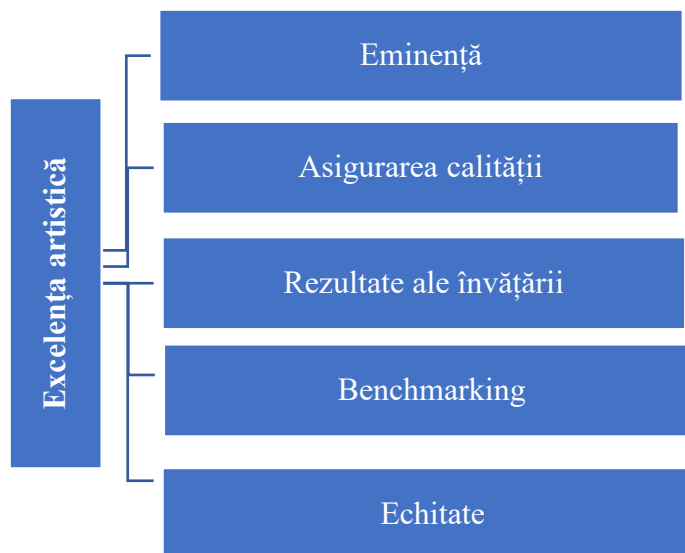 Excelența artistică
Eminență
Asigurarea calității
Rezultate ale învățării
Benchmarking
Echitate